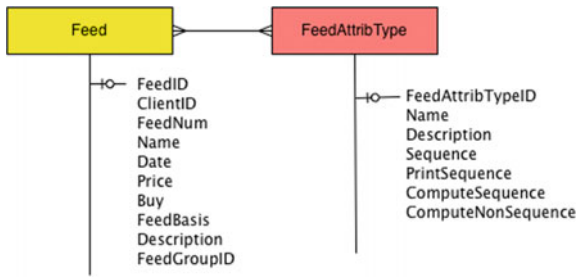 Feed
FeedAttribType
FeedID
ClientID
FeedNum
Name
Date
Price
Buy
FeedBasis
Description
FeedGroupID
FeedAttribTypeID
Name
Description
Sequence
PrintSequence
ComputeSequence
ComputeNonSequence